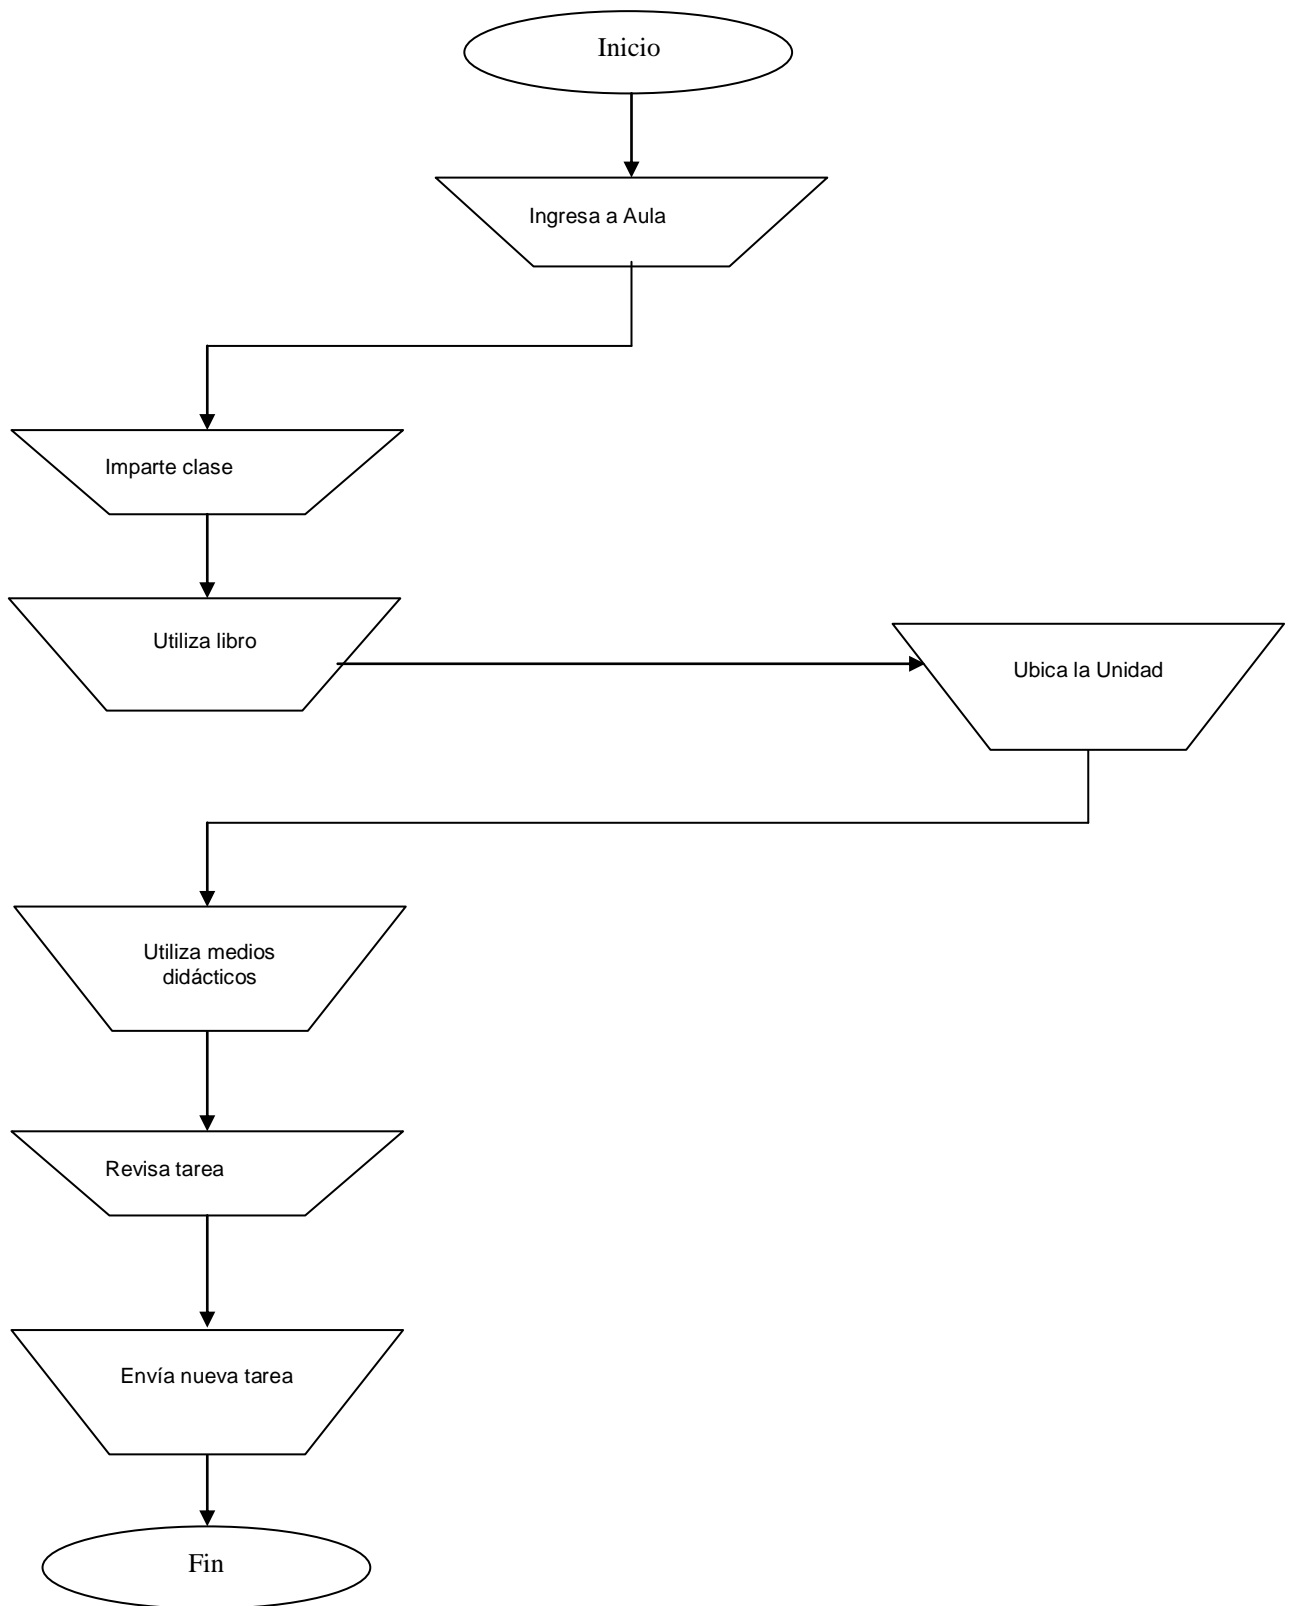 Inicio
Ingresa a Aula
Imparte clase
Utiliza libro
Ubica la Unidad
Utiliza medios
didácticos
Revisa tarea
Envía nueva tarea
Fin